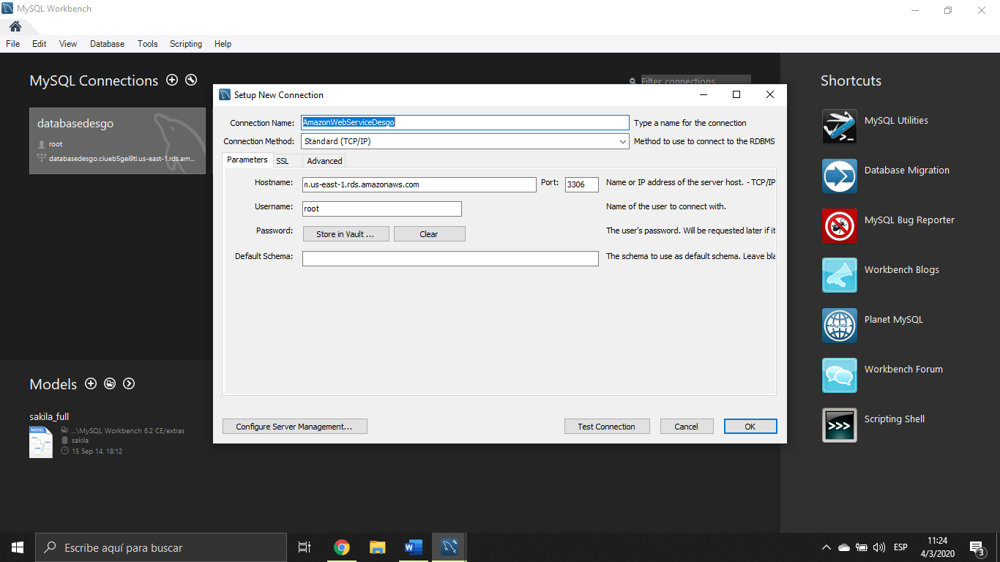 MySQL Workbench
File Edit View Database Tools Scripting Help
MySQL Connections
Filter connections
databasedesgo
root
databasedesgo.ciueb5gei9tl.us-east-1.rds.am...
Setup New Connection
Connection Name: AmazonWebServiceDesgo Type a name for the connection
Connection Method: Standard (TCP/IP) Method to use to connect to the RDBMS
Parameters SSL Advanced
Hostname: n.us-east-1.rds.amazonaws.com Port: 3306 Name or IP address of the server host. - TCP/IP
Username: root Name of the user to connect with.
Password: Store in Vault ... Clear The user's password. Will be requested later if it
Default Schema: The schema to use as default schema. Leave bla
Configure Server Management... Test Connection Cancel OK
Models
sakila_full
MODEL
...\MySQL Workbench 6.2 CE/extras
sakila
15 Sep 14, 18:12
Shortcuts
MySQL Utilities
Database Migration
MySQL Bug Reporter
Workbench Blogs
MySQL
Planet MySQL
Workbench Forum
>>>
Scripting Shell
Escribe aquí para buscar
W
ESP
11:24
4/3/2020
3